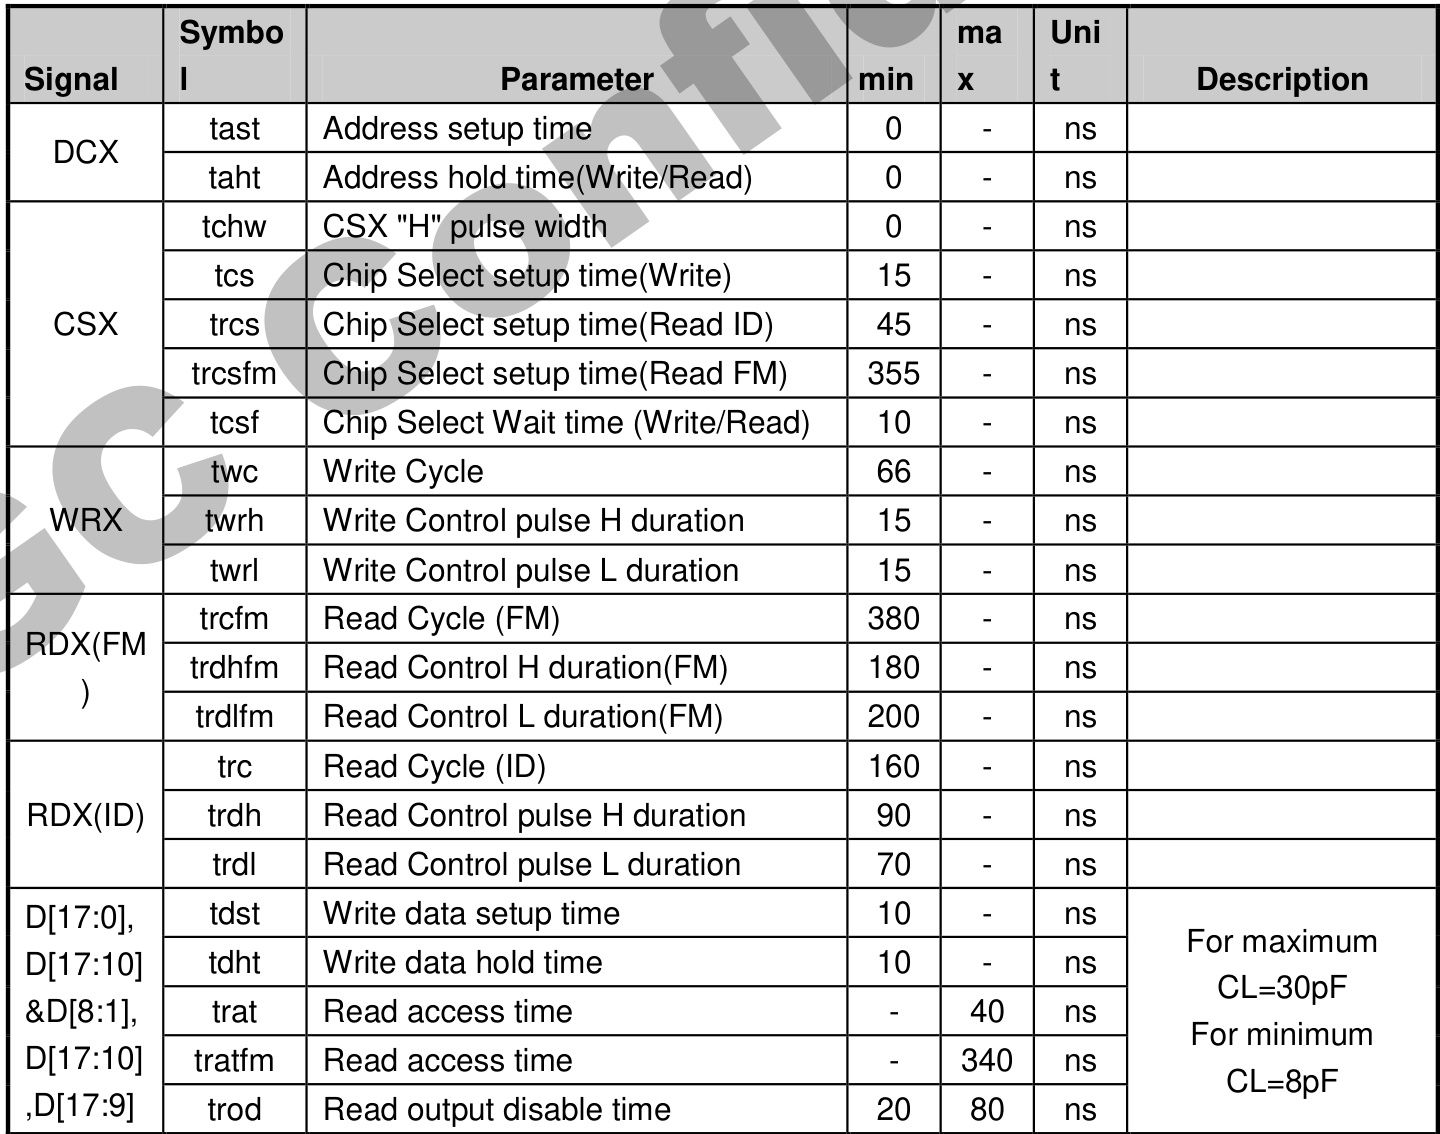 Signal Symbo l Parameter min ma x Uni t Description
DCX tast Address setup time 0 - ns
taht Address hold time(Write/Read) 0 - ns
CSX tchw CSX "H" pulse width 0 - ns
tcs Chip Select setup time(Write) 15 - ns
trcs Chip Select setup time(Read ID) 45 - ns
trcsfm Chip Select setup time(Read FM) 355 - ns
tcsf Chip Select Wait time (Write/Read) 10 - ns
WRX twc Write Cycle 66 - ns
twrh Write Control pulse H duration 15 - ns
twrl Write Control pulse L duration 15 - ns
RDX(FM ) trcfm Read Cycle (FM) 380 - ns
trdhfm Read Control H duration(FM) 180 - ns
trdlfm Read Control L duration(FM) 200 - ns
RDX(ID) trc Read Cycle (ID) 160 - ns
trdh Read Control pulse H duration 90 - ns
trdl Read Control pulse L duration 70 - ns
D[17:0], tdst Write data setup time 10 - ns For maximum
D[17:10] tdht Write data hold time 10 - ns CL=30pF
&D[8:1], trat Read access time - 40 ns For minimum
D[17:10] tratfm Read access time - 340 ns CL=8pF
,D[17:9] trod Read output disable time 20 80 ns